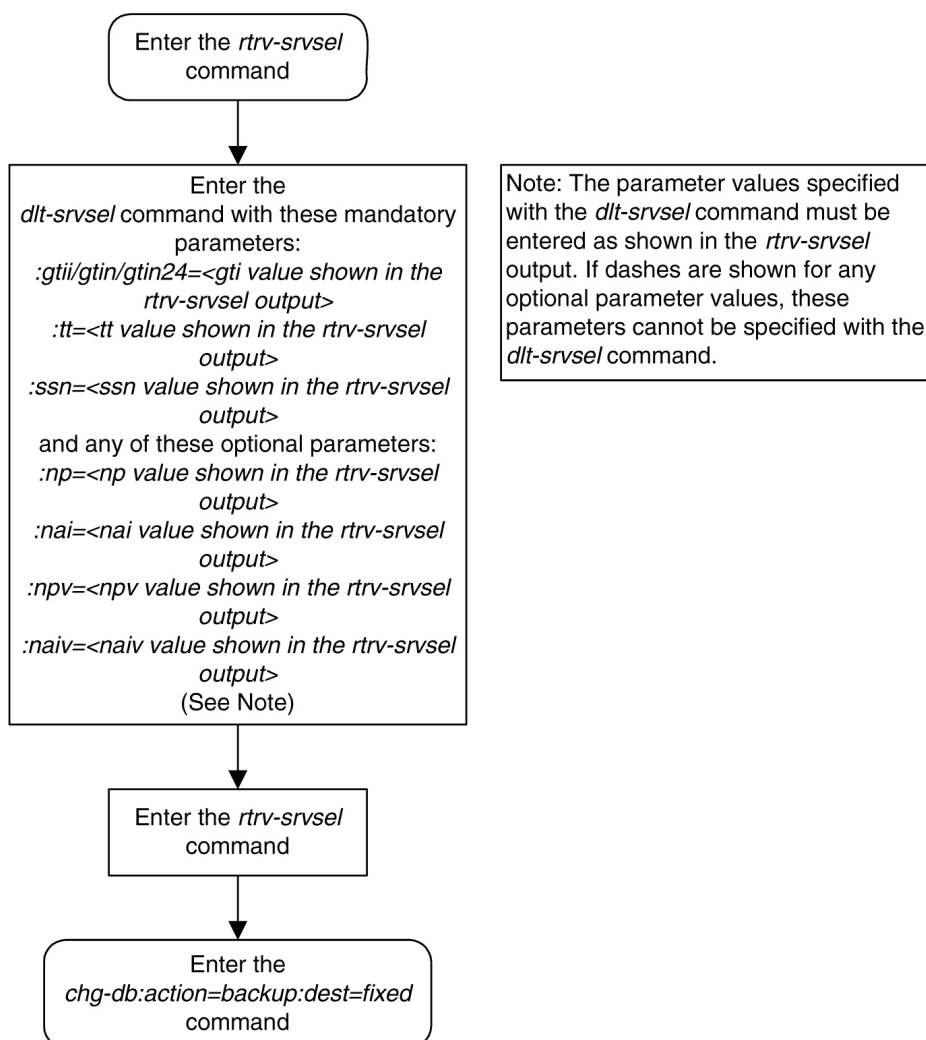 Enter the rtrv-srvsel
command
Enter the
dlt-srvsel command with these mandatory
parameters:
:gtii/gtin/gtin24=<gti value shown in the
rtrv-srvsel output>
:tt=<tt value shown in the rtrv-srvsel
output>
:ssn=<ssn value shown in the rtrv-srvsel
output>
and any of these optional parameters:
:np=<np value shown in the rtrv-srvsel
output>
:nai=<nai value shown in the rtrv-srvsel
output>
:npv=<npv value shown in the rtrv-srvsel
output>
:naiv=<naiv value shown in the rtrv-srvsel
output>
(See Note)
Note: The parameter values specified
with the dlt-srvsel command must be
entered as shown in the rtrv-srvsel
output. If dashes are shown for any
optional parameter values, these
parameters cannot be specified with the
dlt-srvsel command.
Enter the rtrv-srvsel
command
Enter the
chg-db:action=backup:dest=fixed
command